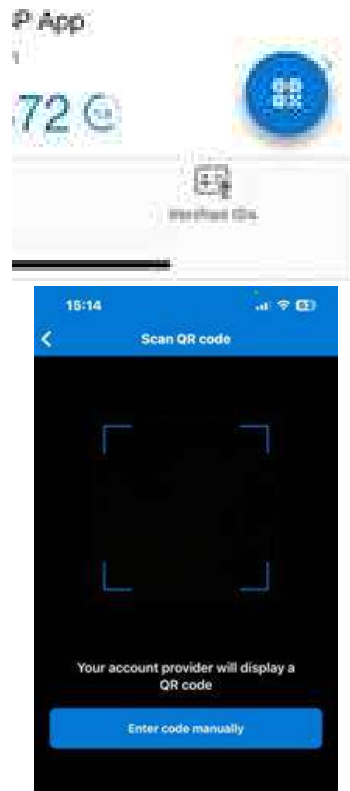 P App
72
Verified IDs
15:14
Scan QR code
Your account provider will display a
QR code
Enter code manually